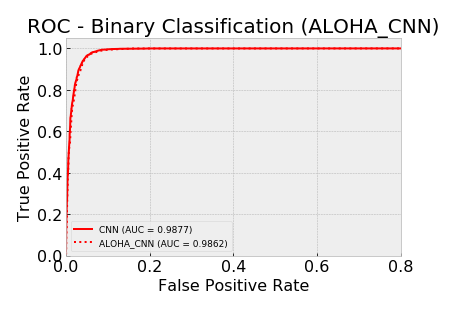 ROC - Binary Classification (ALOHA_CNN)
1.0
0.8
0.6
0.4
0.2
0.0
True Positive Rate
CNN (AUC = 0.9877)
ALOHA_CNN (AUC = 0.9862)
0.0 0.2 0.4 0.6 0.8
False Positive Rate